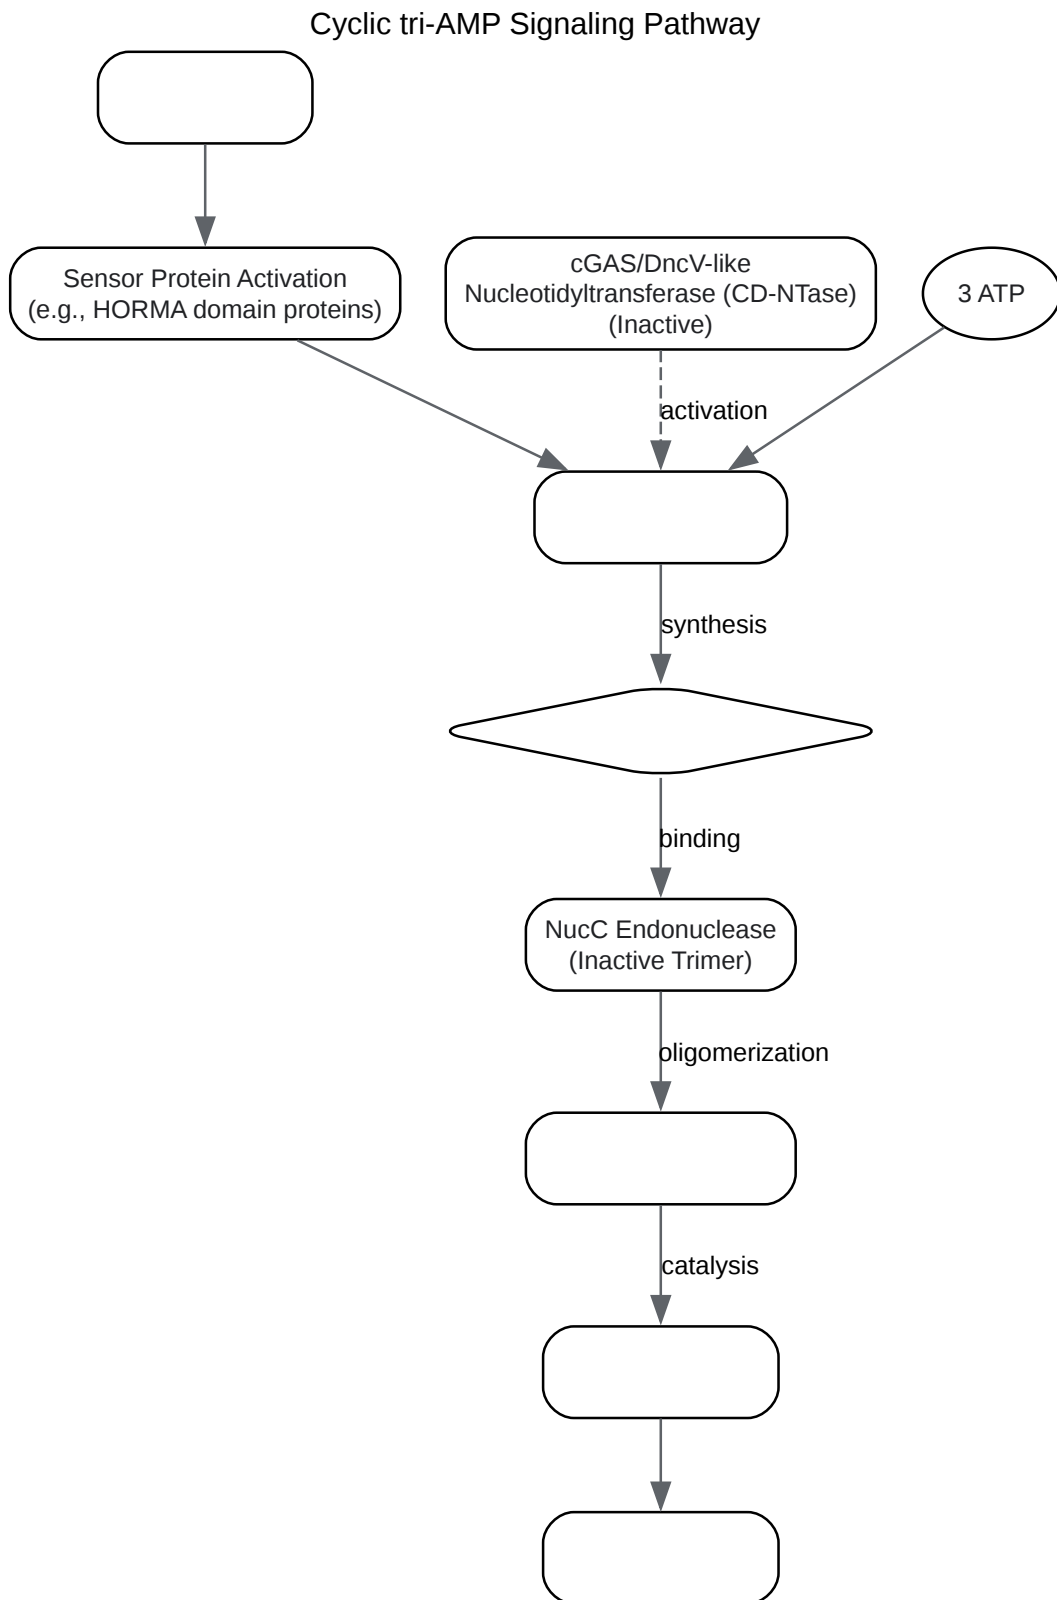 Cyclic tri-AMP Signaling Pathway
Sensor Protein Activation
(e.g., HORMA domain proteins)
cGAS/DncV-like
Nucleotidyltransferase (CD-NTase)
(Inactive)
3 ATP
activation
synthesis
binding
NucC Endonuclease
(Inactive Trimer)
oligomerization
catalysis